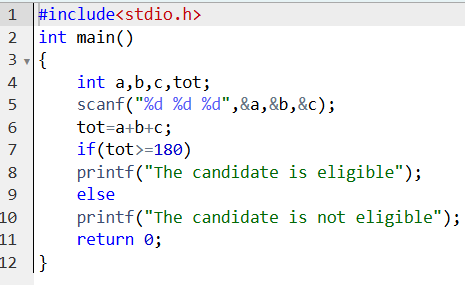 1 #include<stdio.h>
2 int main()
3 {
4     int a,b,c,tot;
5     scanf("%d %d %d",&a,&b,&c);
6     tot=a+b+c;
7     if(tot>=180)
8     printf("The candidate is eligible");
9     else
10     printf("The candidate is not eligible");
11     return 0;
12 }